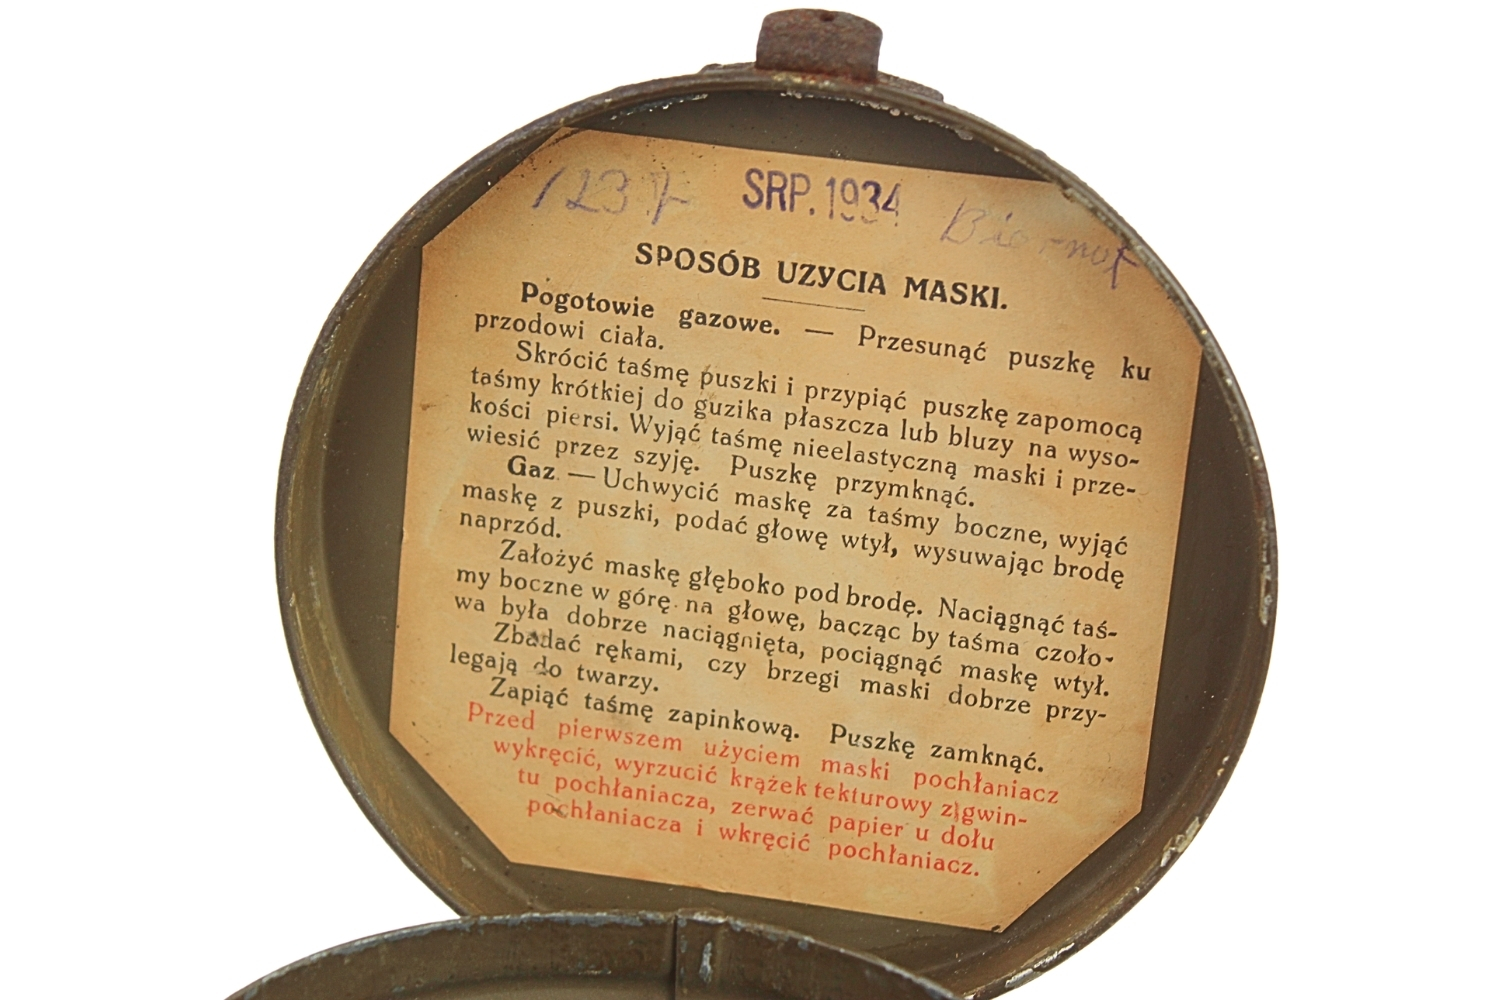 SRP. 1934
SPOSÓB UZYCIA MASKI.
Pogotowie gazowe. — Przesunąć puszkę ku
przodowi ciała.
Skrócić taśmę puszki i przypiąć puszkę zapomocą
taśmy krótkiej do guzika płaszcza lub bluzy na wyso-
kości piersi. Wyjąć taśmę nieelastyczną maski i prze-
wiesić przez szyję. Puszkę przymknąć.
Gaz. — Uchwycić maskę za taśmy boczne, wyjąć
maskę z puszki, podać głowę wtył, wysuwając brodę
naprzód.
Założyć maskę głęboko pod brodę. Naciągnąć taś-
my boczne w górę na głowę, bacząc by taśma czoło-
wa była dobrze naciągnięta, pociągnąć maskę wtył.
Zbadać rękami, czy brzegi maski dobrze przy-
legają do twarzy.
Zapiąć taśmę zapinkową. Puszkę zamknąć.
Przed pierwszem użyciem maski pochłaniacz
wykręcić, wyrzucić krążek tekturowy z gwin-
tu pochłaniacza, zerwać papier u dołu
pochłaniacza i wkręcić pochłaniacz.